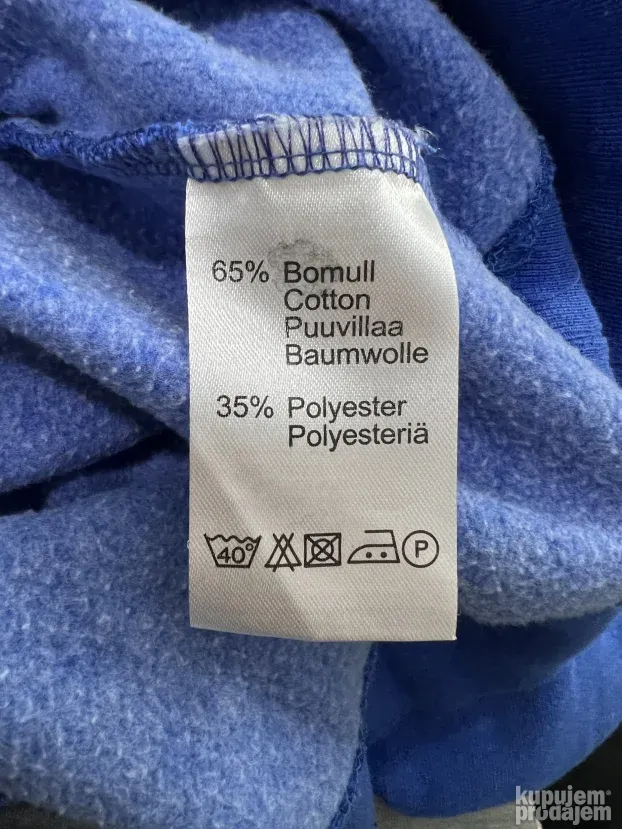 65% Bomull
Cotton
Puuvillaa
Baumwolle
35% Polyester
Polyesteriä
40°
P
kupujem
prodajem